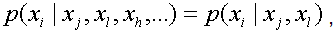 p(x_i | x_j, x_l, x_h, ...) = p(x_i | x_j, x_l) ,